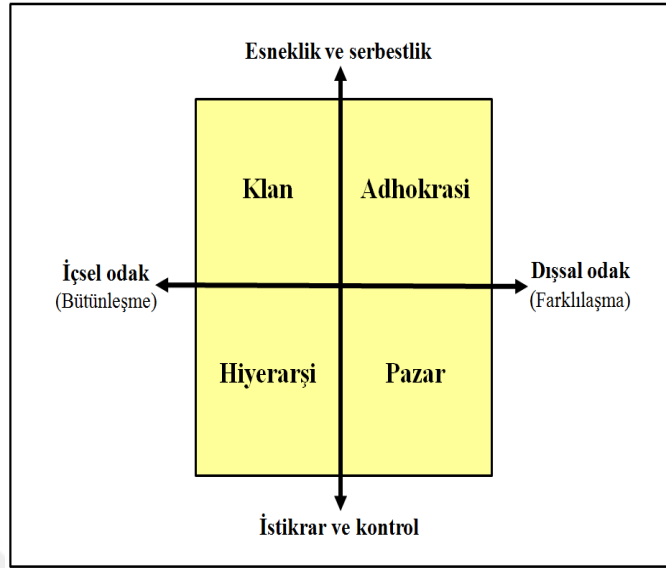 Esneklik ve serbestlik
Klan
Adhokrasi
İçsel odak
(Bütünleşme)
Dışsal odak
(Farklılaşma)
Hiyerarşi
Pazar
İstikrar ve kontrol